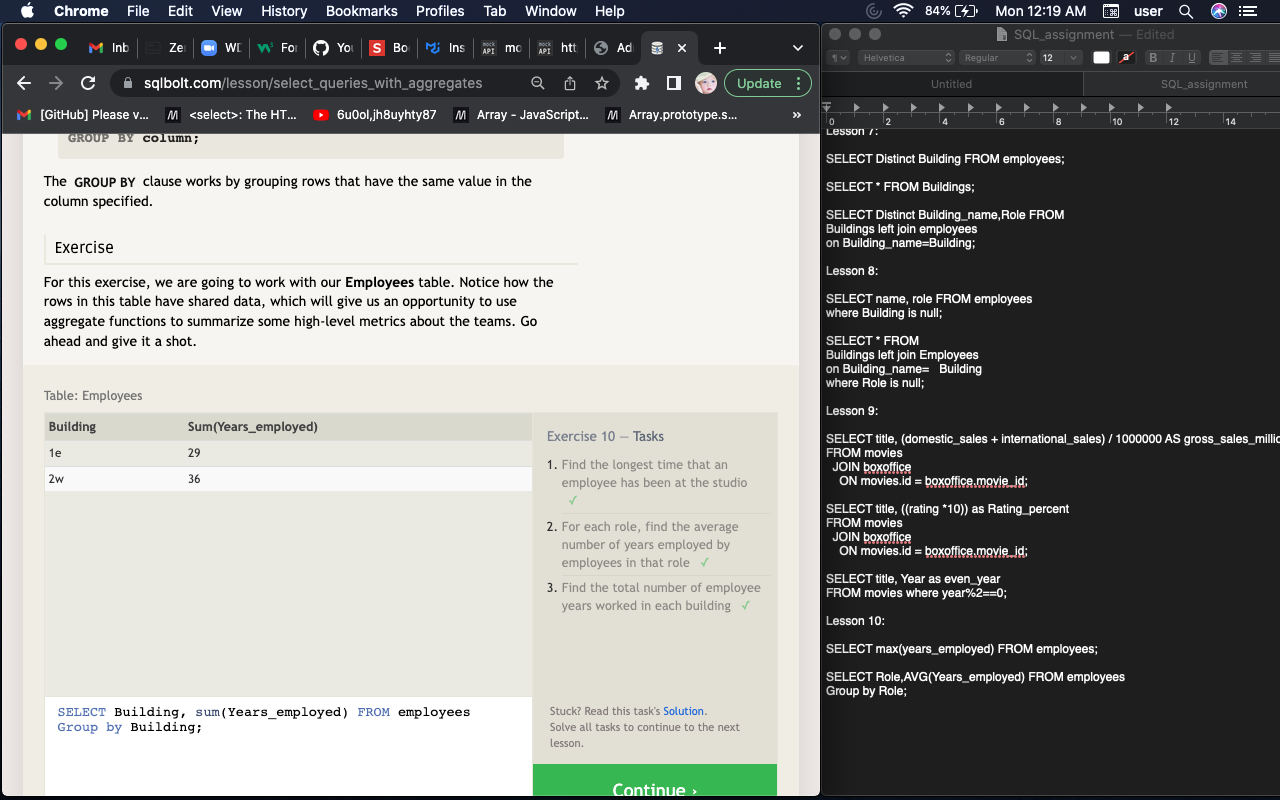 Chrome File Edit View History Bookmarks Profiles Tab Window Help
84% Mon 12:19 AM user
Inb Ze WE Foi You Bo Ins mo htt Ad
sqlbolt.com/lesson/select_queries_with_aggregates
Update
[GitHub] Please v... <select>: The HT... 6u0ol,jh8uyhty87 Array - JavaScript... Array.prototype.s... »
GROUP BY column;
The GROUP BY clause works by grouping rows that have the same value in the
column specified.
Exercise
For this exercise, we are going to work with our Employees table. Notice how the
rows in this table have shared data, which will give us an opportunity to use
aggregate functions to summarize some high-level metrics about the teams. Go
ahead and give it a shot.
Table: Employees
Building Sum(Years_employed)
1e 29
2w 36
SELECT Building, sum(Years_employed) FROM employees
Group by Building;
Exercise 10 — Tasks
1. Find the longest time that an
employee has been at the studio
✓
2. For each role, find the average
number of years employed by
employees in that role ✓
3. Find the total number of employee
years worked in each building ✓
Stuck? Read this task's Solution.
Solve all tasks to continue to the next
lesson.
Continue ›
SQL_assignment — Edited
Helvetica Regular 12 a B I U
Untitled SQL_assignment
0 2 4 6 8 10 12 14
Lesson 7:
SELECT Distinct Building FROM employees;
SELECT * FROM Buildings;
SELECT Distinct Building_name,Role FROM
Buildings left join employees
on Building_name=Building;
Lesson 8:
SELECT name, role FROM employees
where Building is null;
SELECT * FROM
Buildings left join Employees
on Building_name= Building
where Role is null;
Lesson 9:
SELECT title, (domestic_sales + international_sales) / 1000000 AS gross_sales_millio
FROM movies
JOIN boxoffice
ON movies.id = boxoffice.movie_id;
SELECT title, ((rating *10)) as Rating_percent
FROM movies
JOIN boxoffice
ON movies.id = boxoffice.movie_id;
SELECT title, Year as even_year
FROM movies where year%2==0;
Lesson 10:
SELECT max(years_employed) FROM employees;
SELECT Role,AVG(Years_employed) FROM employees
Group by Role;